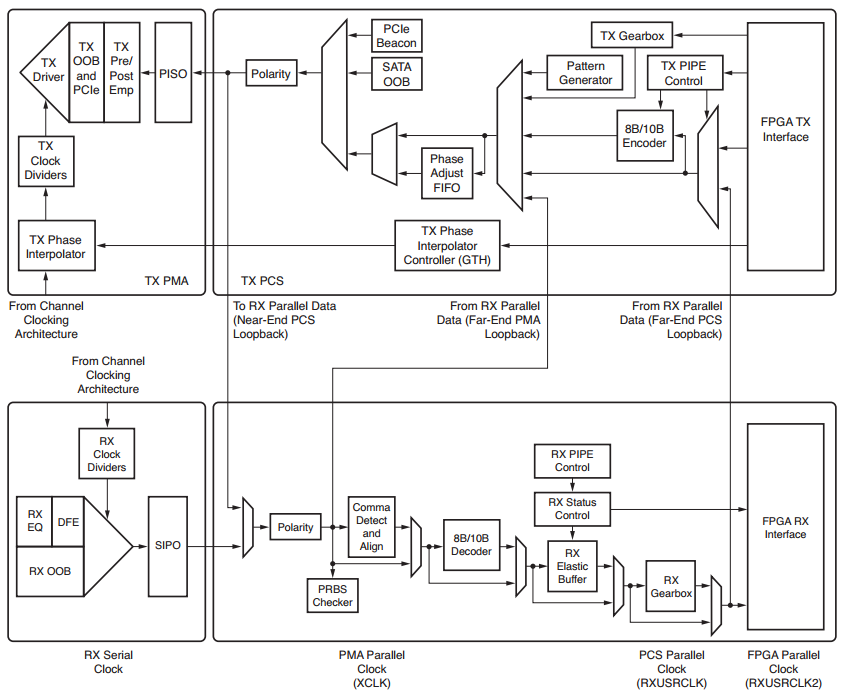 TX
Driver
TX
OOB
and
PCIe
TX
Pre/
Post
Emp
PISO
TX
Clock
Dividers
TX Phase
Interpolator
TX PMA
Polarity
PCIe
Beacon
SATA
OOB
Phase
Adjust
FIFO
TX Phase
Interpolator
Controller (GTH)
TX Gearbox
Pattern
Generator
TX PIPE
Control
8B/10B
Encoder
FPGA TX
Interface
TX PCS
From Channel
Clocking
Architecture
To RX Parallel Data
(Near-End PCS
Loopback)
From RX Parallel
Data (Far-End PMA
Loopback)
From RX Parallel
Data (Far-End PCS
Loopback)
From Channel
Clocking
Architecture
RX
Clock
Dividers
RX
EQ
DFE
RX OOB
SIPO
Polarity
PRBS
Checker
Comma
Detect
and
Align
8B/10B
Decoder
RX PIPE
Control
RX Status
Control
RX
Elastic
Buffer
RX
Gearbox
FPGA RX
Interface
RX Serial
Clock
PMA Parallel
Clock
(XCLK)
PCS Parallel
Clock
(RXUSRCLK)
FPGA Parallel
Clock
(RXUSRCLK2)